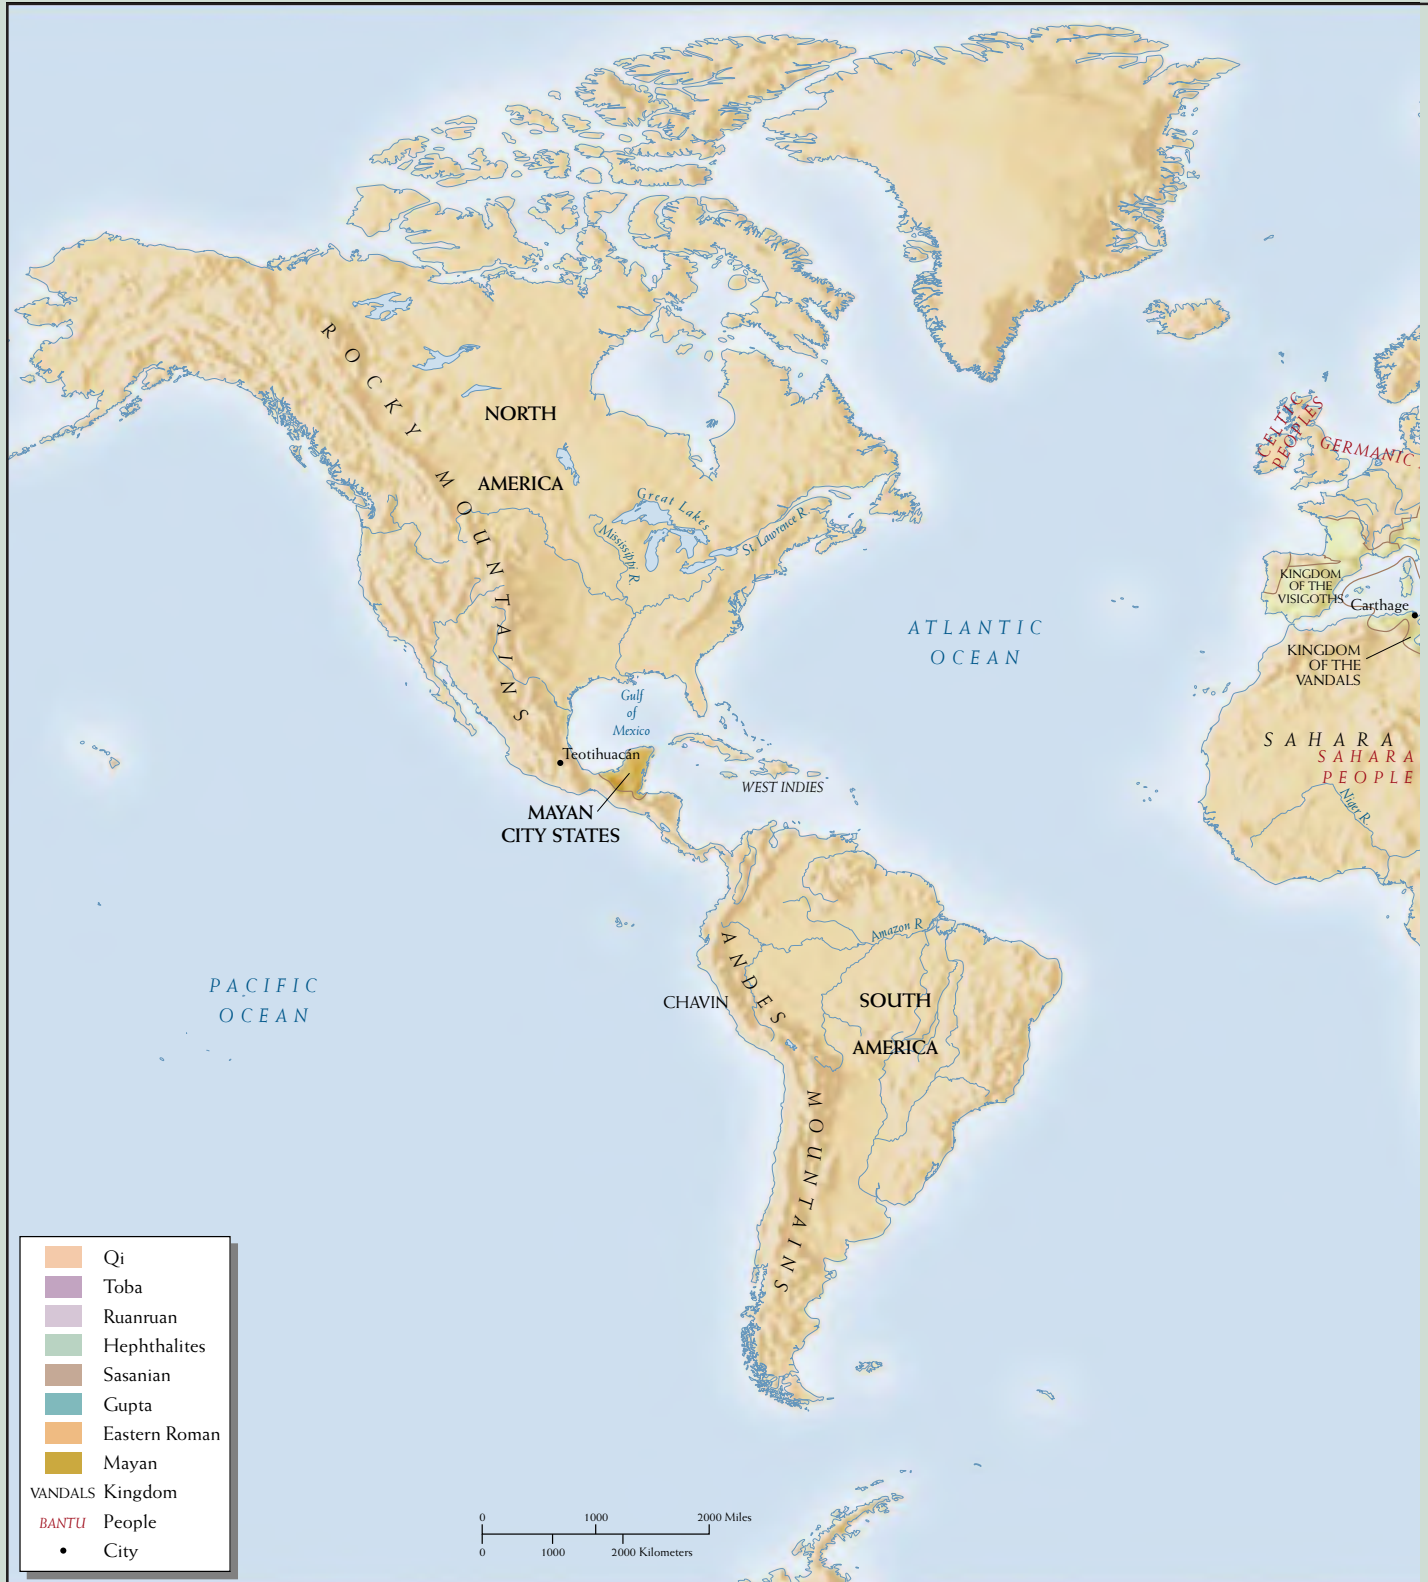 ROCKY MOUNTAINS
NORTH
AMERICA
Great Lakes
Mississippi R.
St. Lawrence R.
CELTIC
PEOPLES
GERMANIC
KINGDOM
OF THE
VISIGOTHS
Carthage
KINGDOM
OF THE
VANDALS
ATLANTIC
OCEAN
Gulf
of
Mexico
Teotihuacán
MAYAN
CITY STATES
WEST INDIES
SAHARA
SAHARA
PEOPLE
Niger R.
PACIFIC
OCEAN
CHAVIN
ANDES MOUNTAINS
Amazon R.
SOUTH
AMERICA
Qi
Toba
Ruanruan
Hephthalites
Sasanian
Gupta
Eastern Roman
Mayan
VANDALS Kingdom
BANTU People
City
0 1000 2000 Miles
0 1000 2000 Kilometers